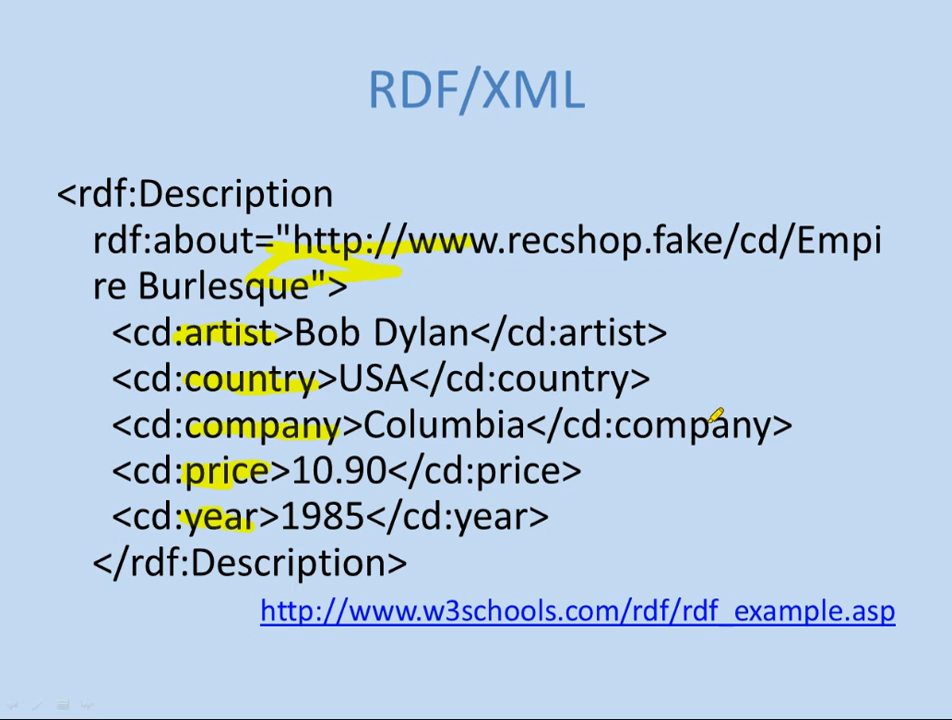 RDF/XML
<rdf:Description
rdf:about="http://www.recshop.fake/cd/Empi
re Burlesque">
<cd:artist>Bob Dylan</cd:artist>
<cd:country>USA</cd:country>
<cd:company>Columbia</cd:company>
<cd:price>10.90</cd:price>
<cd:year>1985</cd:year>
</rdf:Description>
http://www.w3schools.com/rdf/rdf_example.asp